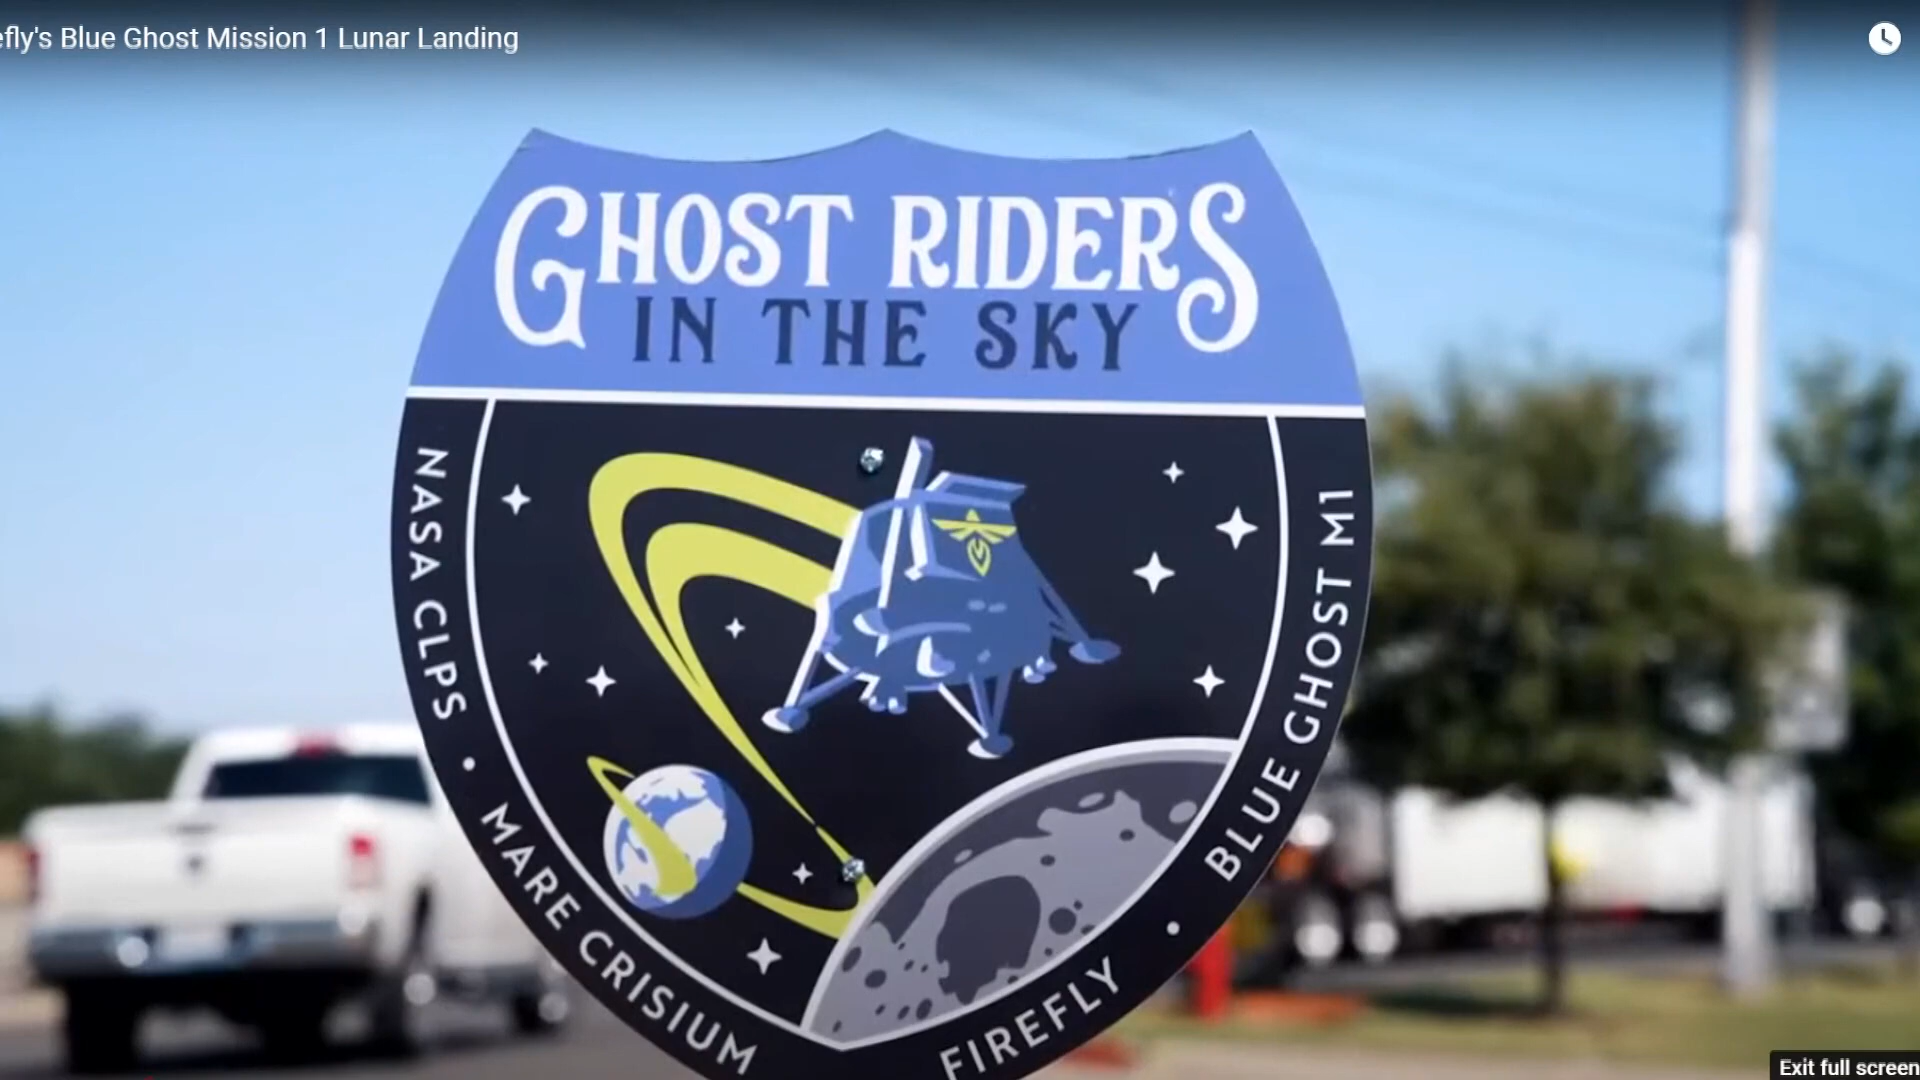 efly's Blue Ghost Mission 1 Lunar Landing
GHOST RIDERS
IN THE SKY
NASA CLPS • MARE CRISIUM
FIREFLY • BLUE GHOST M1
Exit full screen